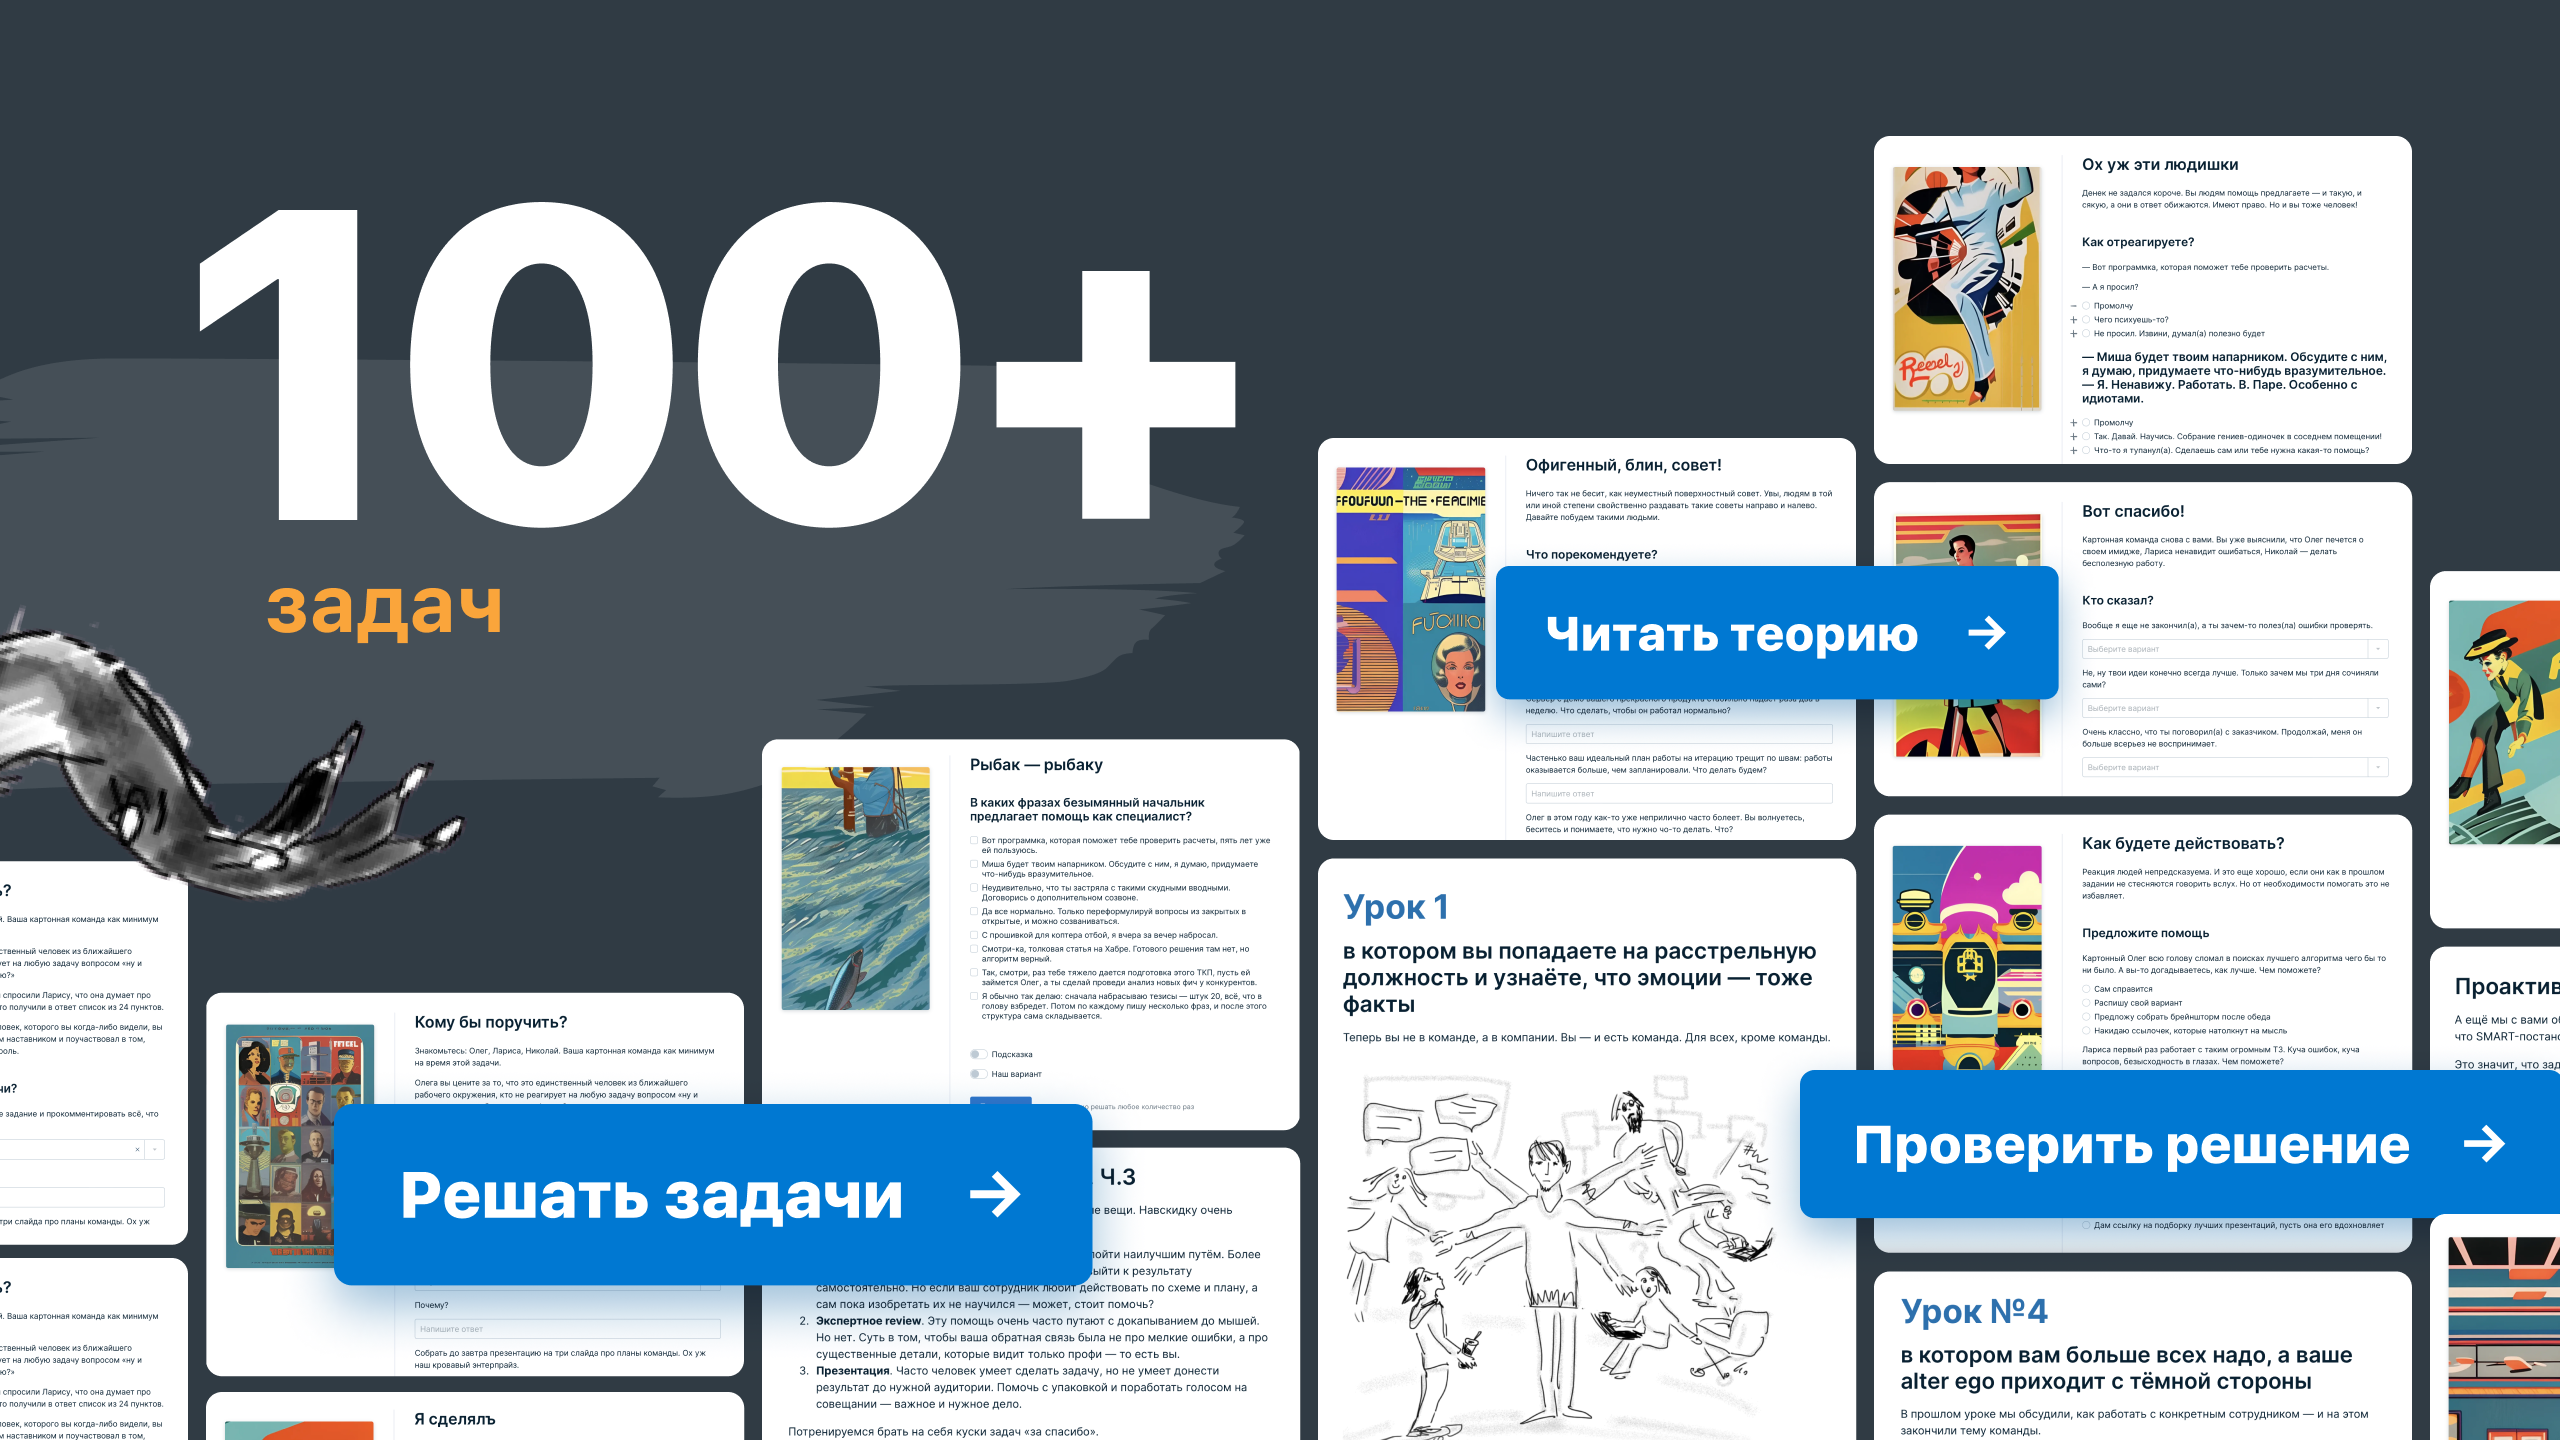 100+
задач
ь?
й. Ваша картонная команда как минимум
ственный человек из ближайшего
ует на любую задачу вопросом «ну и
ю?»
спросили Ларису, что она думает про
то получили в ответ список из 24 пунктов.
ловек, которого вы когда-либо видели, вы
м наставником и поучаствовал в том,
роль.
чи?
е задание и прокомментировать всё, что
три слайда про планы команды. Ох уж
ь?
й. Ваша картонная команда как минимум
ственный человек из ближайшего
ует на любую задачу вопросом «ну и
ю?»
спросили Ларису, что она думает про
то получили в ответ список из 24 пунктов.
ловек, которого вы когда-либо видели, вы
м наставником и поучаствовал в том,
Кому бы поручить?
Знакомьтесь: Олег, Лариса, Николай. Ваша картонная команда как минимум
на время этой задачи.
Олега вы цените за то, что это единственный человек из ближайшего
рабочего окружения, кто не реагирует на любую задачу вопросом «ну и
Решать задачи →
Почему?
Напишите ответ
Собрать до завтра презентацию на три слайда про планы команды. Ох уж
наш кровавый энтерпрайз.
Я сделялъ
Рыбак — рыбаку
В каких фразах безымянный начальник
предлагает помощь как специалист?
Вот программка, которая поможет тебе проверить расчеты, пять лет уже
ей пользуюсь.
Миша будет твоим напарником. Обсудите с ним, я думаю, придумаете
что-нибудь вразумительное.
Неудивительно, что ты застряла с такими скудными вводными.
Договорись о дополнительном созвоне.
Да все нормально. Только переформулируй вопросы из закрытых в
открытые, и можно созваниваться.
С прошивкой для коптера отбой, я вчера за вечер набросал.
Смотри-ка, толковая статья на Хабре. Готового решения там нет, но
алгоритм верный.
Так, смотри, раз тебе тяжело дается подготовка этого ТКП, пусть ей
займется Олег, а ты сделай проведи анализ новых фич у конкурентов.
Я обычно так делаю: сначала набрасываю тезисы — штук 20, всё, что в
голову взбредет. Потом по каждому пишу несколько фраз, и после этого
структура сама складывается.
Подсказка
Наш вариант
о решать любое количество раз
Ч.3
е вещи. Навскидку очень
ойти наилучшим путём. Более
ыйти к результату
самостоятельно. Но если ваш сотрудник любит действовать по схеме и плану, а
сам пока изобретать их не научился — может, стоит помочь?
2. Экспертное review. Эту помощь очень часто путают с докапыванием до мышей.
Но нет. Суть в том, чтобы ваша обратная связь была не про мелкие ошибки, а про
существенные детали, которые видит только профи — то есть вы.
3. Презентация. Часто человек умеет сделать задачу, но не умеет донести
результат до нужной аудитории. Помочь с упаковкой и поработать голосом на
совещании — важное и нужное дело.
Потренируемся брать на себя куски задач «за спасибо».
Офигенный, блин, совет!
Ничего так не бесит, как неуместный поверхностный совет. Увы, людям в той
или иной степени свойственно раздавать такие советы направо и налево.
Давайте побудем такими людьми.
Что порекомендуете?
Читать теорию →
неделю. Что сделать, чтобы он работал нормально?
Напишите ответ
Частенько ваш идеальный план работы на итерацию трещит по швам: работы
оказывается больше, чем запланировали. Что делать будем?
Напишите ответ
Олег в этом году как-то уже неприлично часто болеет. Вы волнуетесь,
беситесь и понимаете, что нужно чо-то делать. Что?
Урок 1
в котором вы попадаете на расстрельную
должность и узнаёте, что эмоции — тоже
факты
Теперь вы не в команде, а в компании. Вы — и есть команда. Для всех, кроме команды.
Ох уж эти людишки
Денек не задался короче. Вы людям помощь предлагаете — и такую, и
сякую, а они в ответ обижаются. Имеют право. Но и вы тоже человек!
Как отреагируете?
— Вот программка, которая поможет тебе проверить расчеты.
— А я просил?
Промолчу
Чего психуешь-то?
Не просил. Извини, думал(а) полезно будет
— Миша будет твоим напарником. Обсудите с ним,
я думаю, придумаете что-нибудь вразумительное.
— Я. Ненавижу. Работать. В. Паре. Особенно с
идиотами.
Промолчу
Так. Давай. Научись. Собрание гениев-одиночек в соседнем помещении!
Что-то я тупанул(а). Сделаешь сам или тебе нужна какая-то помощь?
Вот спасибо!
Картонная команда снова с вами. Вы уже выяснили, что Олег печется о
своем имидже, Лариса ненавидит ошибаться, Николай — делать
бесполезную работу.
Кто сказал?
Вообще я еще не закончил(а), а ты зачем-то полез(ла) ошибки проверять.
Выберите вариант
Не, ну твои идеи конечно всегда лучше. Только зачем мы три дня сочиняли
сами?
Выберите вариант
Очень классно, что ты поговорил(а) с заказчиком. Продолжай, меня он
больше всерьез не воспринимает.
Выберите вариант
Как будете действовать?
Реакция людей непредсказуема. И это еще хорошо, если они как в прошлом
задании не стесняются говорить вслух. Но от необходимости помогать это не
избавляет.
Предложите помощь
Картонный Олег всю голову сломал в поисках лучшего алгоритма чего бы то
ни было. А вы-то догадываетесь, как лучше. Чем поможете?
Сам справится
Распишу свой вариант
Предложу собрать брейншторм после обеда
Накидаю ссылочек, которые натолкнут на мысль
Лариса первый раз работает с таким огромным ТЗ. Куча ошибок, куча
вопросов, безысходность в глазах. Чем поможете?
Проверить решение →
Дам ссылку на подборку лучших презентаций, пусть она его вдохновляет
Урок №4
в котором вам больше всех надо, а ваше
alter ego приходит с тёмной стороны
В прошлом уроке мы обсудили, как работать с конкретным сотрудником — и на этом
закончили тему команды.
Проактив
А ещё мы с вами об
что SMART-постано
Это значит, что зад